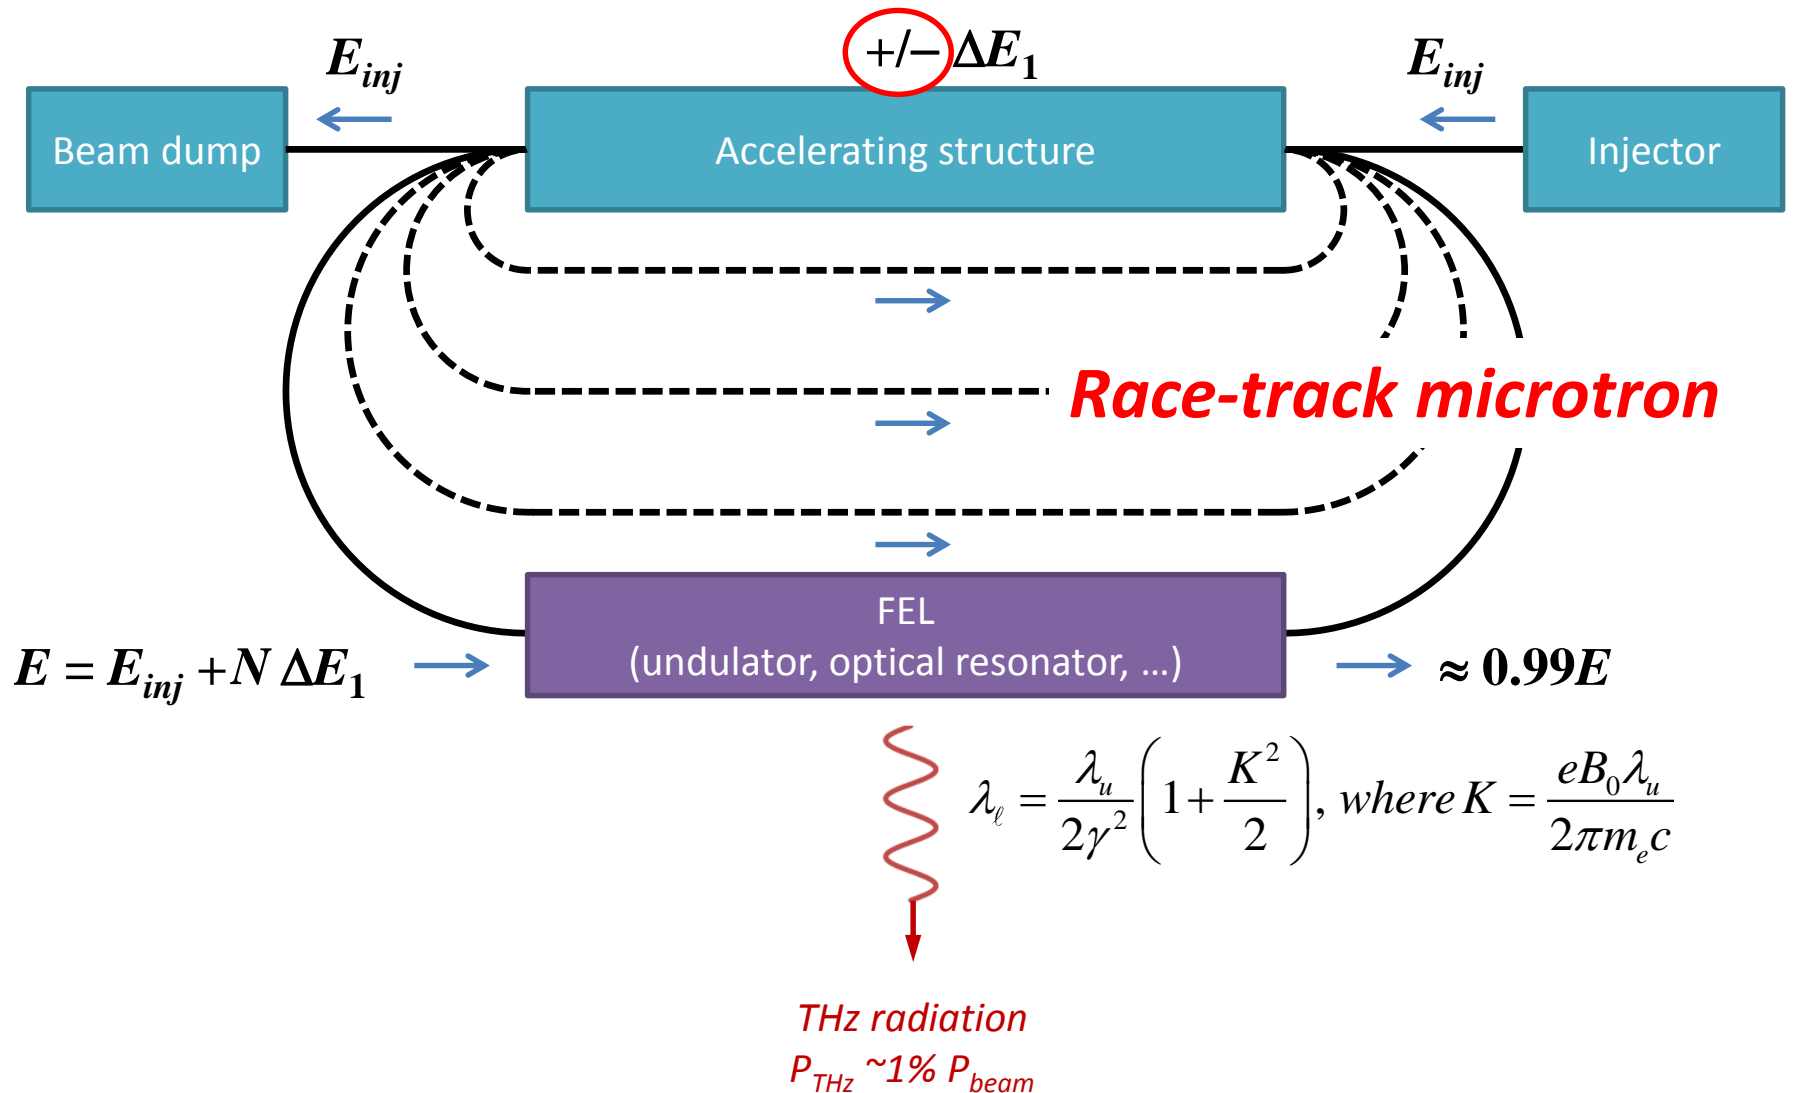 +/− ΔE₁
E_inj
E_inj
Beam dump
Accelerating structure
Injector
Race-track microtron
FEL
(undulator, optical resonator, …)
E = E_inj + N ΔE₁
≈ 0.99E
λ_ℓ = λ_u/2γ² (1 + K²/2), where K = eB₀λ_u/2πm_ec
THz radiation
P_THz ~1% P_beam